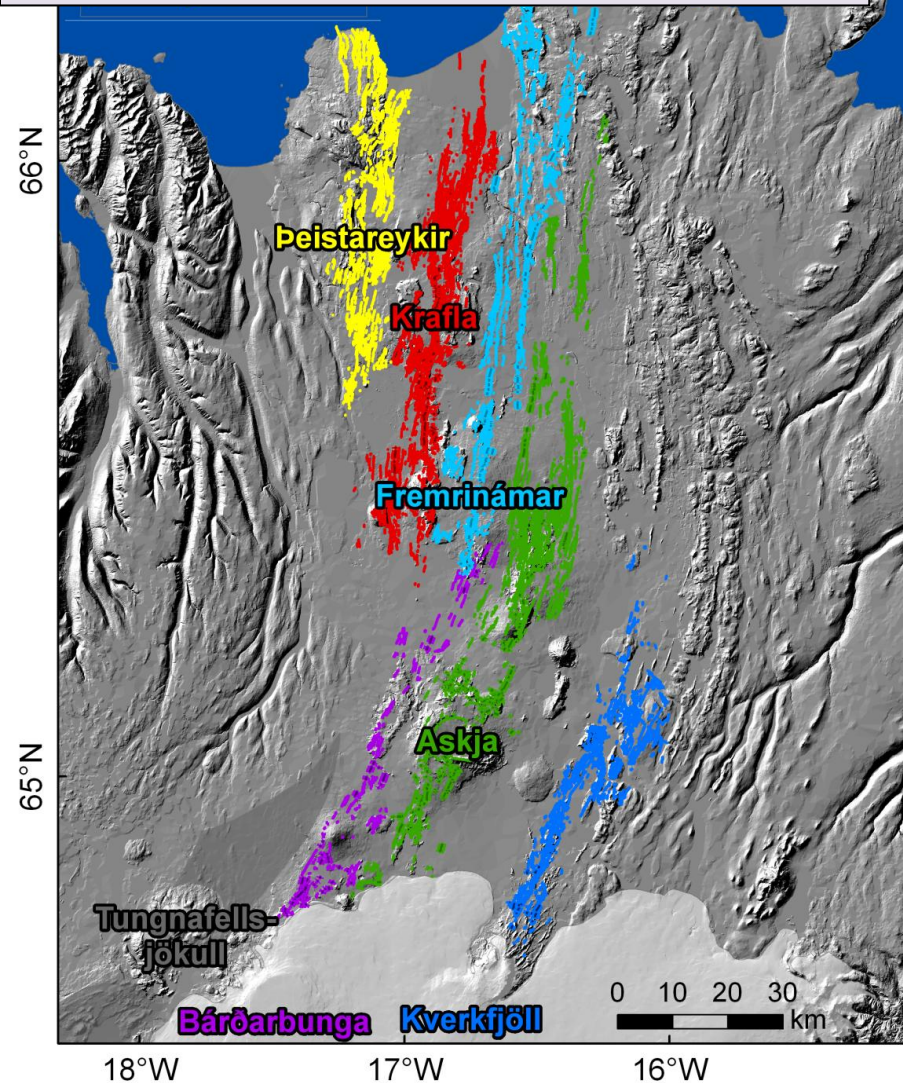 66°N
Þeistareykir
Krafla
Fremrinámar
Askja
65°N
Tungnafells-
jökull
Bárðarbunga
Kverkfjöll
0 10 20 30
km
18°W 17°W 16°W